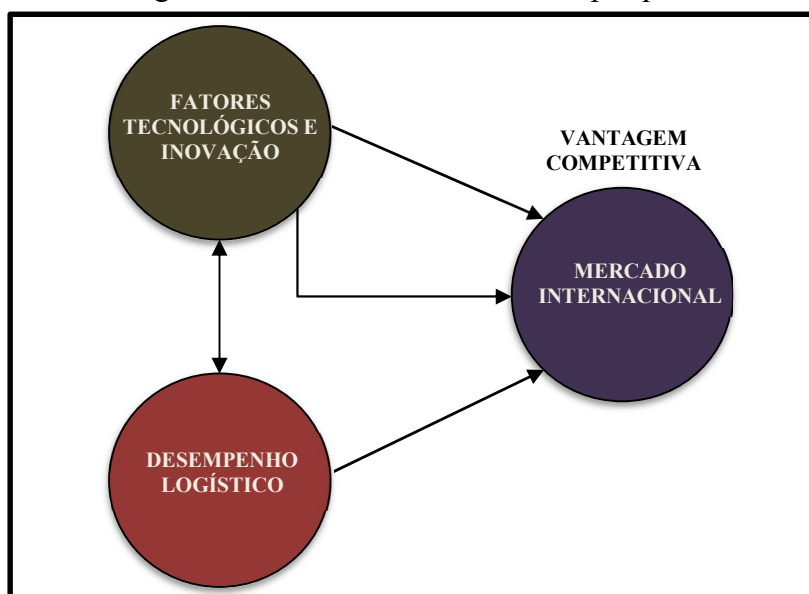 FATORES
TECNOLÓGICOS E
INOVAÇÃO
VANTAGEM
COMPETITIVA
MERCADO
INTERNACIONAL
DESEMPENHO
LOGÍSTICO